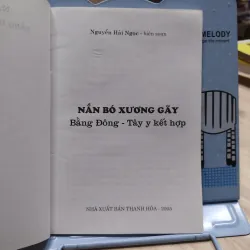 Nguyễn Hải Ngọc - biên soạn
NẮN BÓ XƯƠNG GÃY
Bằng Đông - Tây y kết hợp
NHÀ XUẤT BẢN THANH HÓA - 2005
MELODY